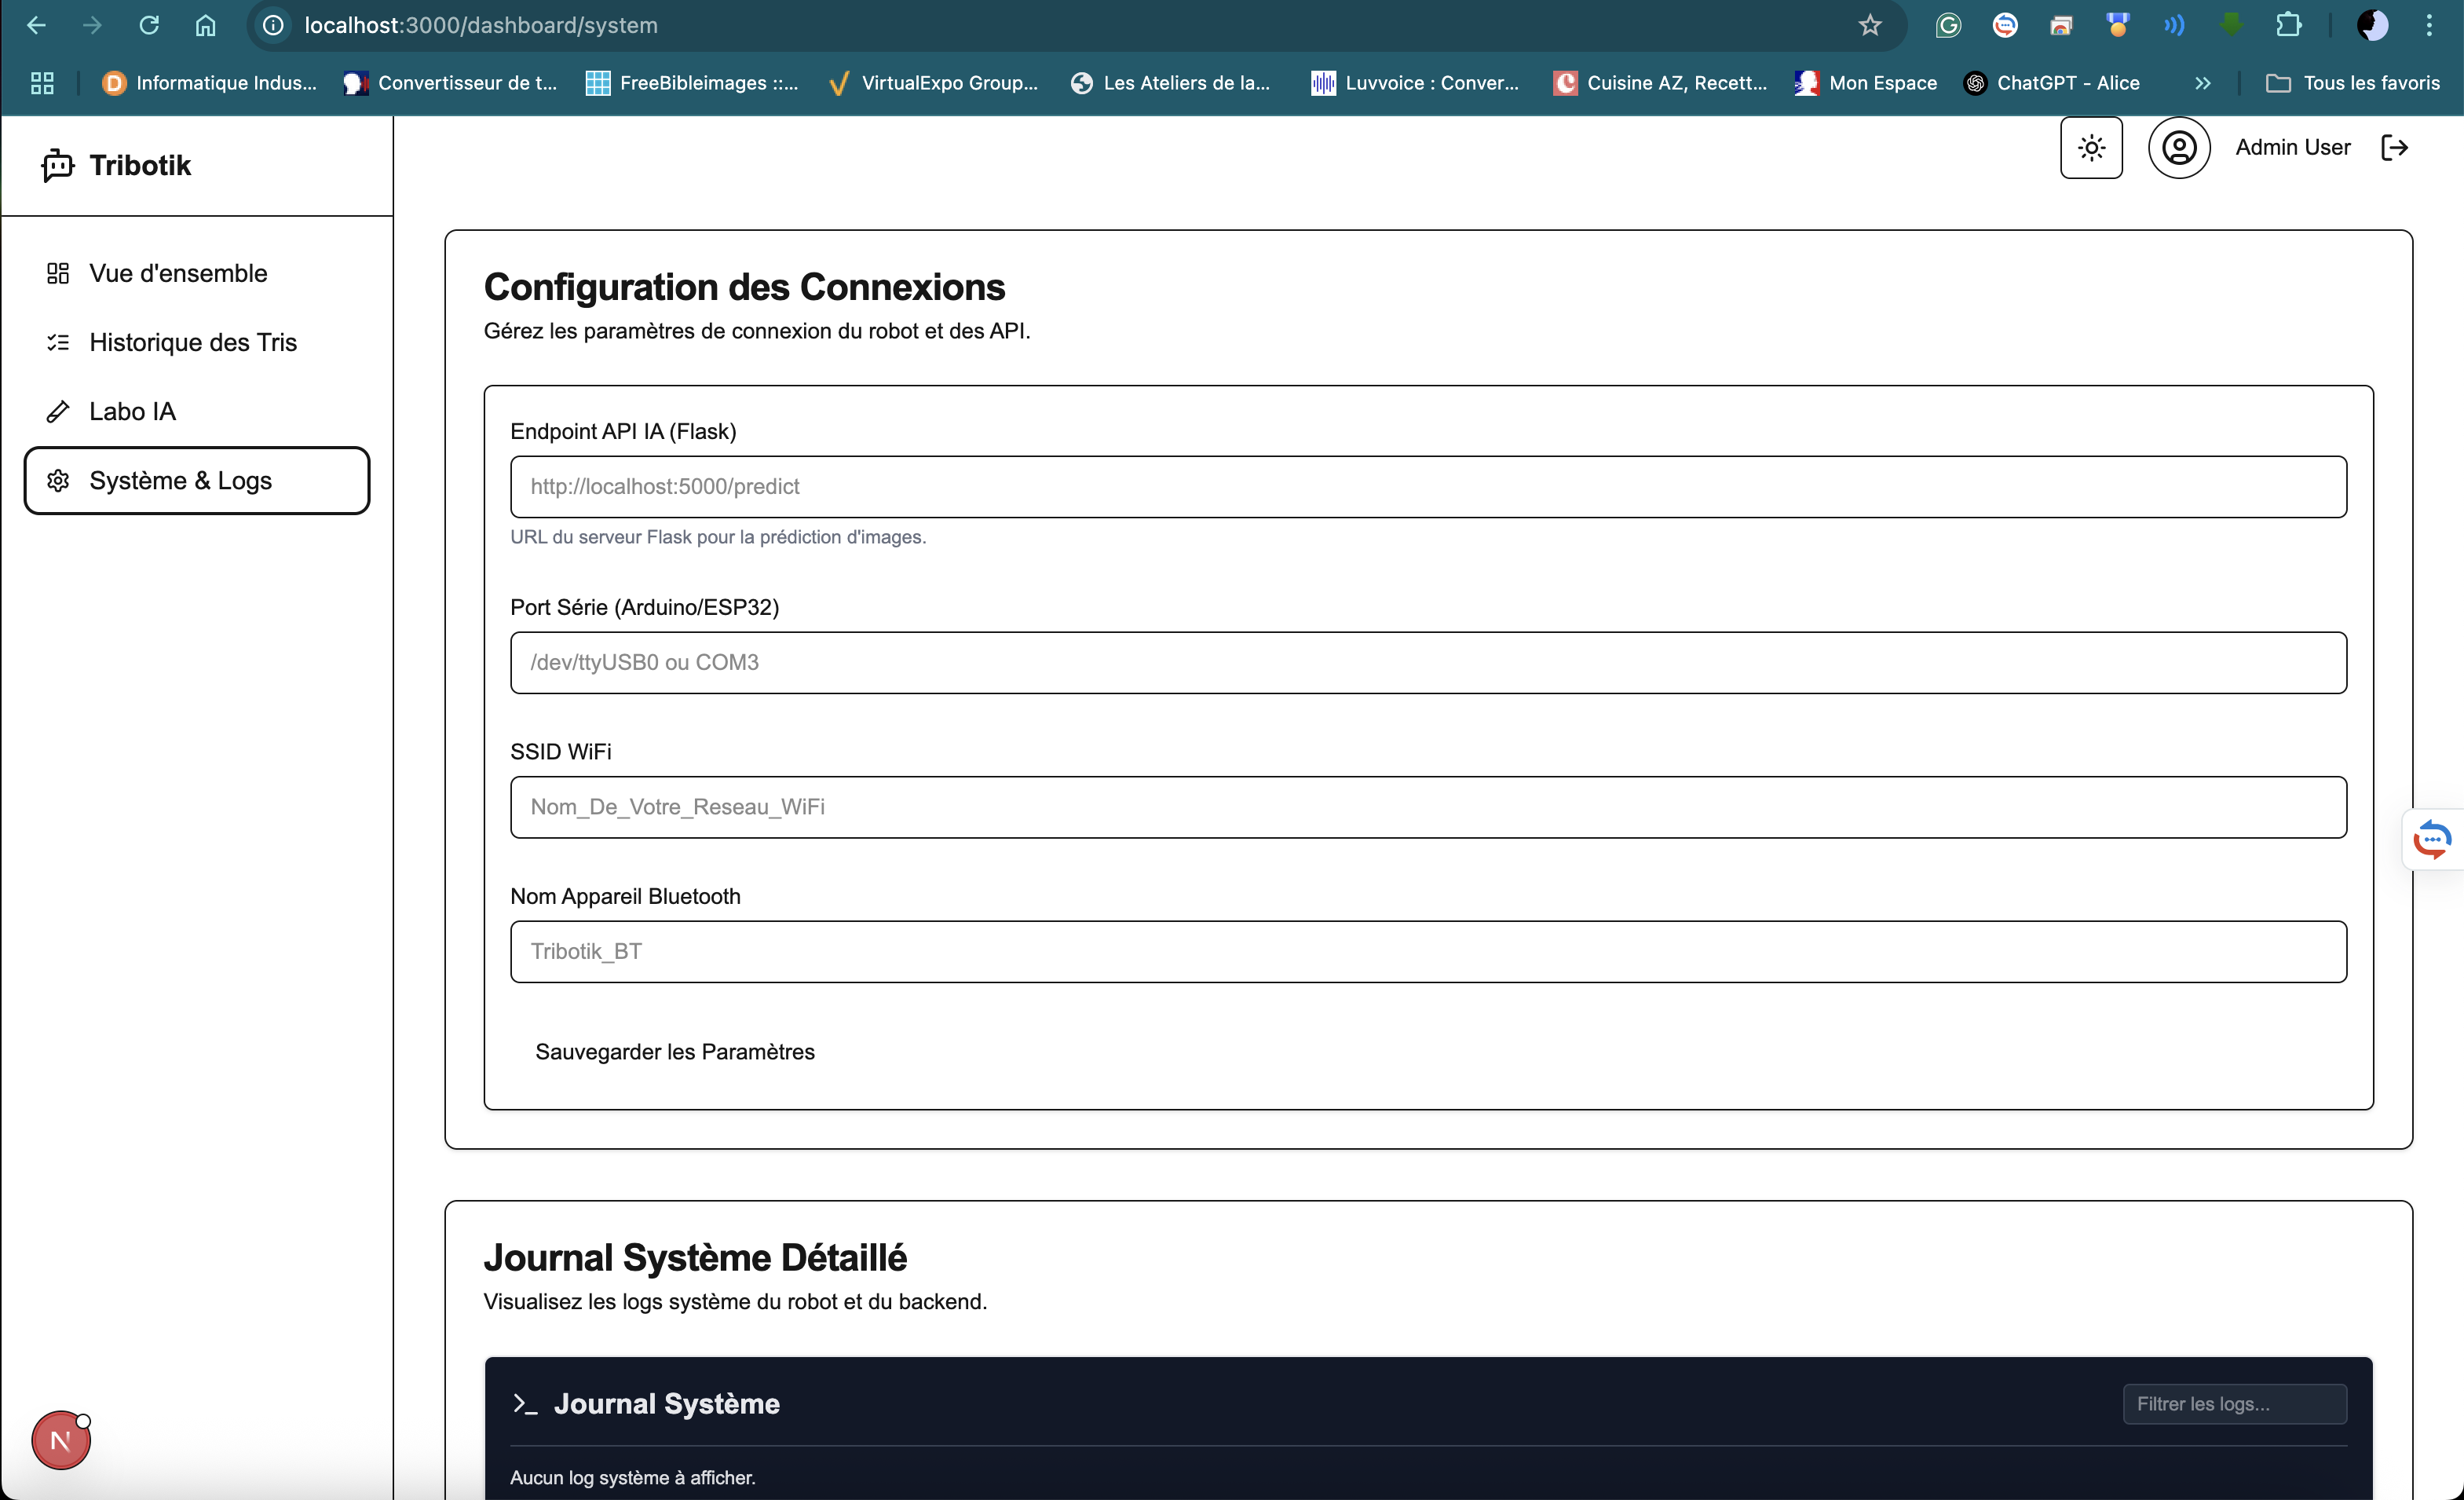 localhost:3000/dashboard/system
Informatique Indus...
Convertisseur de t...
FreeBibleimages ::...
VirtualExpo Group...
Les Ateliers de la...
Luvvoice : Conver...
Cuisine AZ, Recett...
Mon Espace
ChatGPT - Alice
Tous les favoris
Tribotik
Admin User
Vue d'ensemble
Historique des Tris
Labo IA
Système & Logs
Configuration des Connexions
Gérez les paramètres de connexion du robot et des API.
Endpoint API IA (Flask)
http://localhost:5000/predict
URL du serveur Flask pour la prédiction d'images.
Port Série (Arduino/ESP32)
/dev/ttyUSB0 ou COM3
SSID WiFi
Nom_De_Votre_Reseau_WiFi
Nom Appareil Bluetooth
Tribotik_BT
Sauvegarder les Paramètres
Journal Système Détaillé
Visualisez les logs système du robot et du backend.
Journal Système
Filtrer les logs...
Aucun log système à afficher.
N